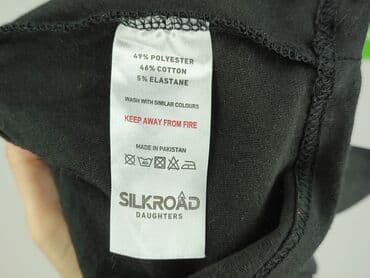 49% POLYESTER
46% COTTON
5% ELASTANE
WASH WITH SIMILAR COLOURS
KEEP AWAY FROM FIRE
MADE IN PAKISTAN
SILKROAD
DAUGHTERS